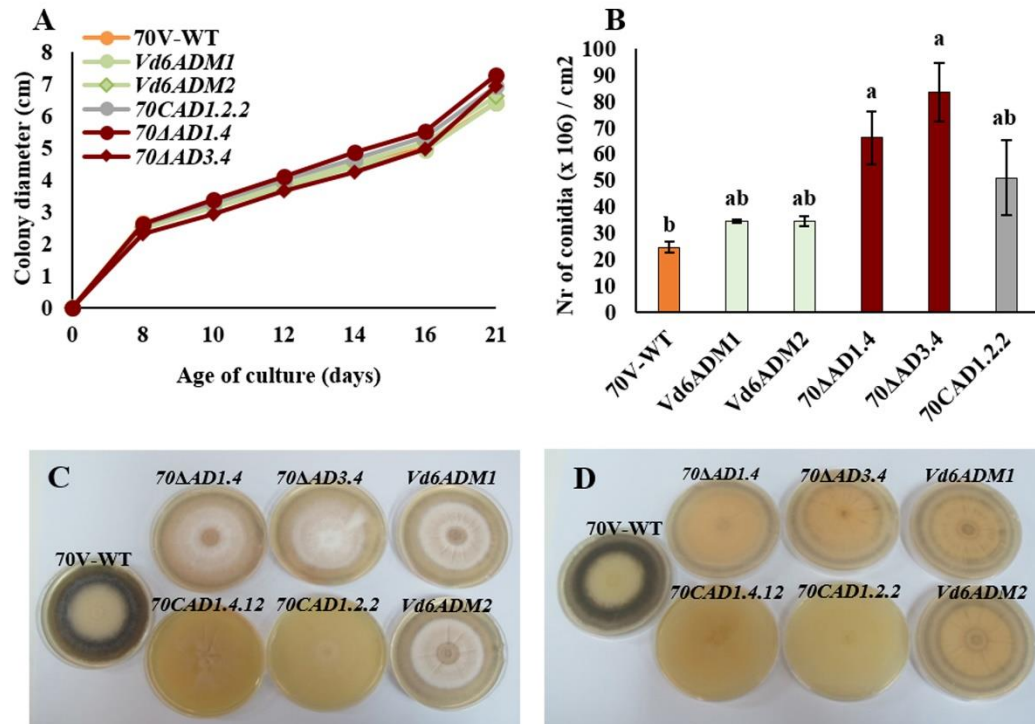 A
70V-WT
Vd6ADM1
Vd6ADM2
70CAD1.2.2
70ΔAD1.4
70ΔAD3.4
Colony diameter (cm)
8
7
6
5
4
3
2
1
0
0 8 10 12 14 16 21
Age of culture (days)
B
Nr of conidia (x 106) / cm2
100
90
80
70
60
50
40
30
20
10
0
b ab ab a a ab
70V-WT Vd6ADM1 Vd6ADM2 70ΔAD1.4 70ΔAD3.4 70CAD1.2.2
C
70ΔAD1.4 70ΔAD3.4 Vd6ADM1
70V-WT
70CAD1.4.12 70CAD1.2.2 Vd6ADM2
D
70ΔAD1.4 70ΔAD3.4 Vd6ADM1
70V-WT
70CAD1.4.12 70CAD1.2.2 Vd6ADM2